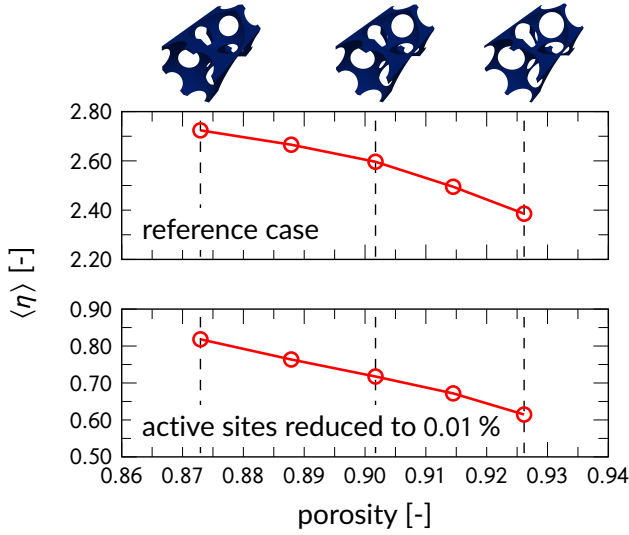 2.80
2.60
2.40
2.20
reference case
⟨η⟩ [-]
0.90
0.80
0.70
0.60
0.50
active sites reduced to 0.01 %
0.86 0.87 0.88 0.89 0.90 0.91 0.92 0.93 0.94
porosity [-]